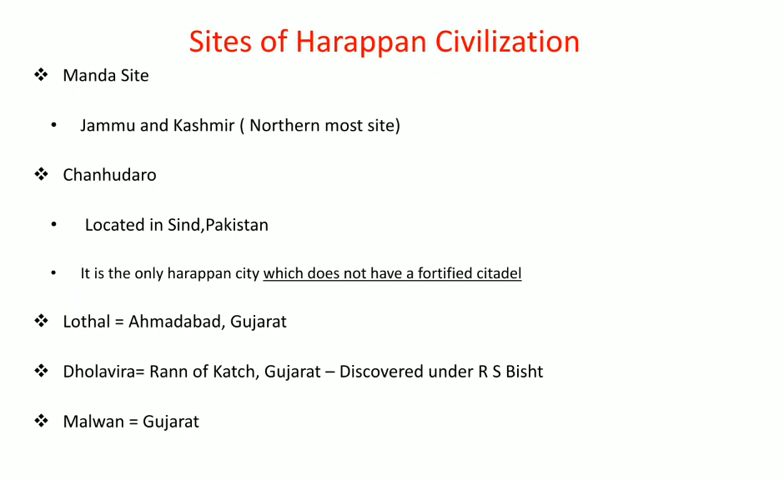 Sites of Harappan Civilization
❖ Manda Site
• Jammu and Kashmir ( Northern most site)
❖ Chanhudaro
• Located in Sind,Pakistan
• It is the only harappan city which does not have a fortified citadel
❖ Lothal = Ahmadabad, Gujarat
❖ Dholavira= Rann of Katch, Gujarat – Discovered under R S Bisht
❖ Malwan = Gujarat